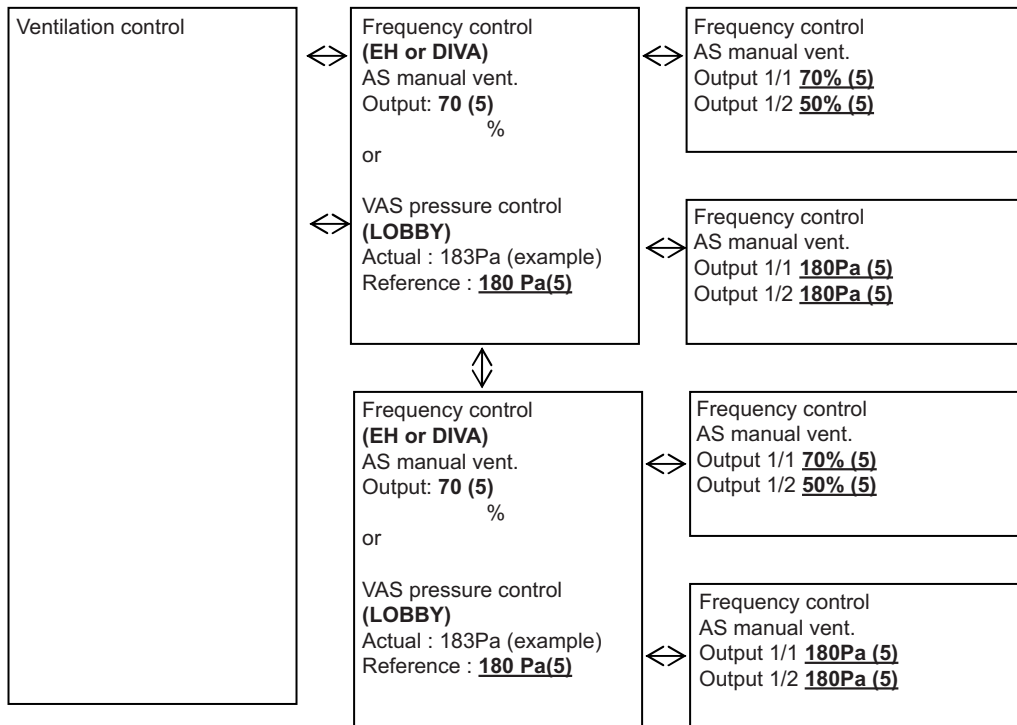 Ventilation control
Frequency control
(EH or DIVA)
AS manual vent.
Output: 70 (5)
%
or
VAS pressure control
(LOBBY)
Actual : 183Pa (example)
Reference : 180 Pa(5)
Frequency control
AS manual vent.
Output 1/1 70% (5)
Output 1/2 50% (5)
Frequency control
AS manual vent.
Output 1/1 180Pa (5)
Output 1/2 180Pa (5)
Frequency control
(EH or DIVA)
AS manual vent.
Output: 70 (5)
%
or
VAS pressure control
(LOBBY)
Actual : 183Pa (example)
Reference : 180 Pa(5)
Frequency control
AS manual vent.
Output 1/1 70% (5)
Output 1/2 50% (5)
Frequency control
AS manual vent.
Output 1/1 180Pa (5)
Output 1/2 180Pa (5)